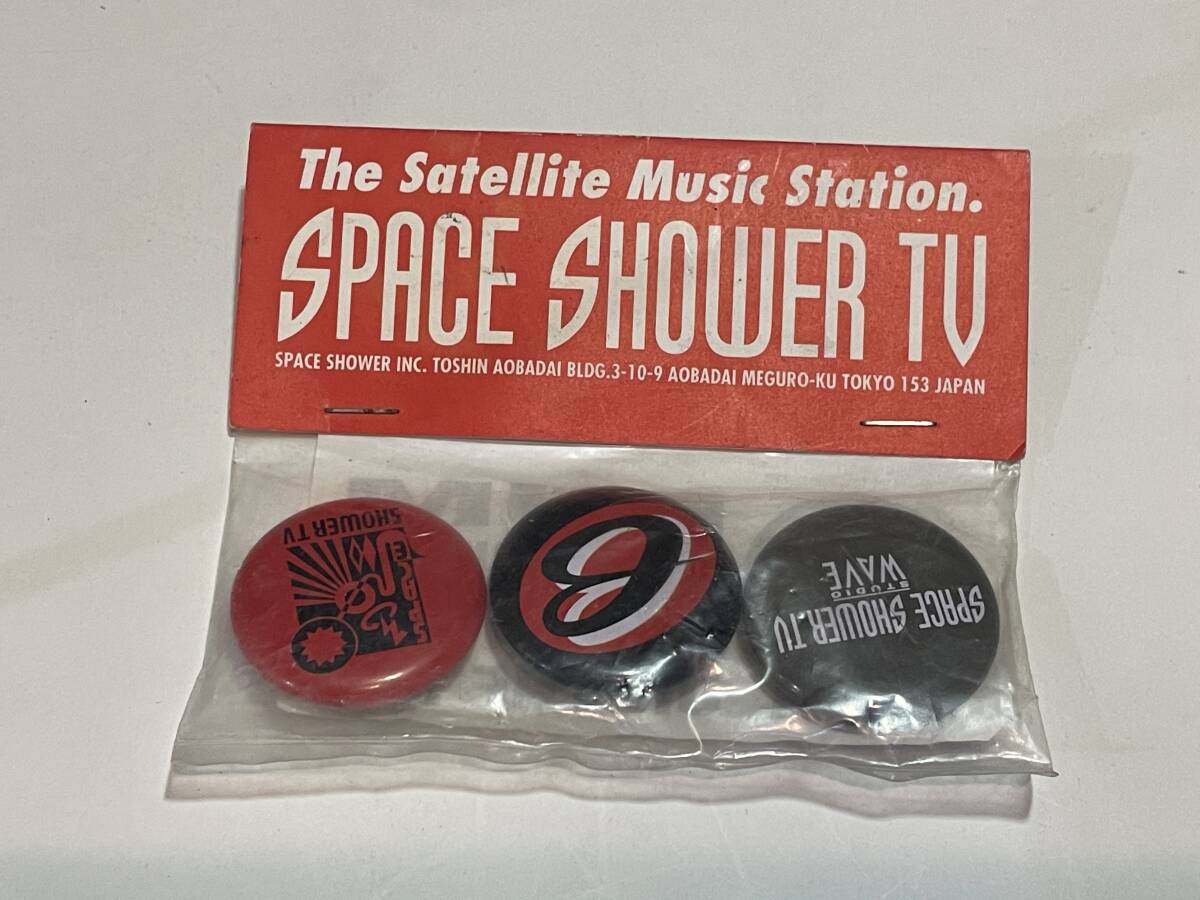 The Satellite Music Station.
SPACE SHOWER TV
SPACE SHOWER INC. TOSHIN AOBADAI BLDG.3-10-9 AOBADAI MEGURO-KU TOKYO 153 JAPAN
SPACE
SHOWER TV
B
SPACE SHOWER TV
STUDIO
WAVE